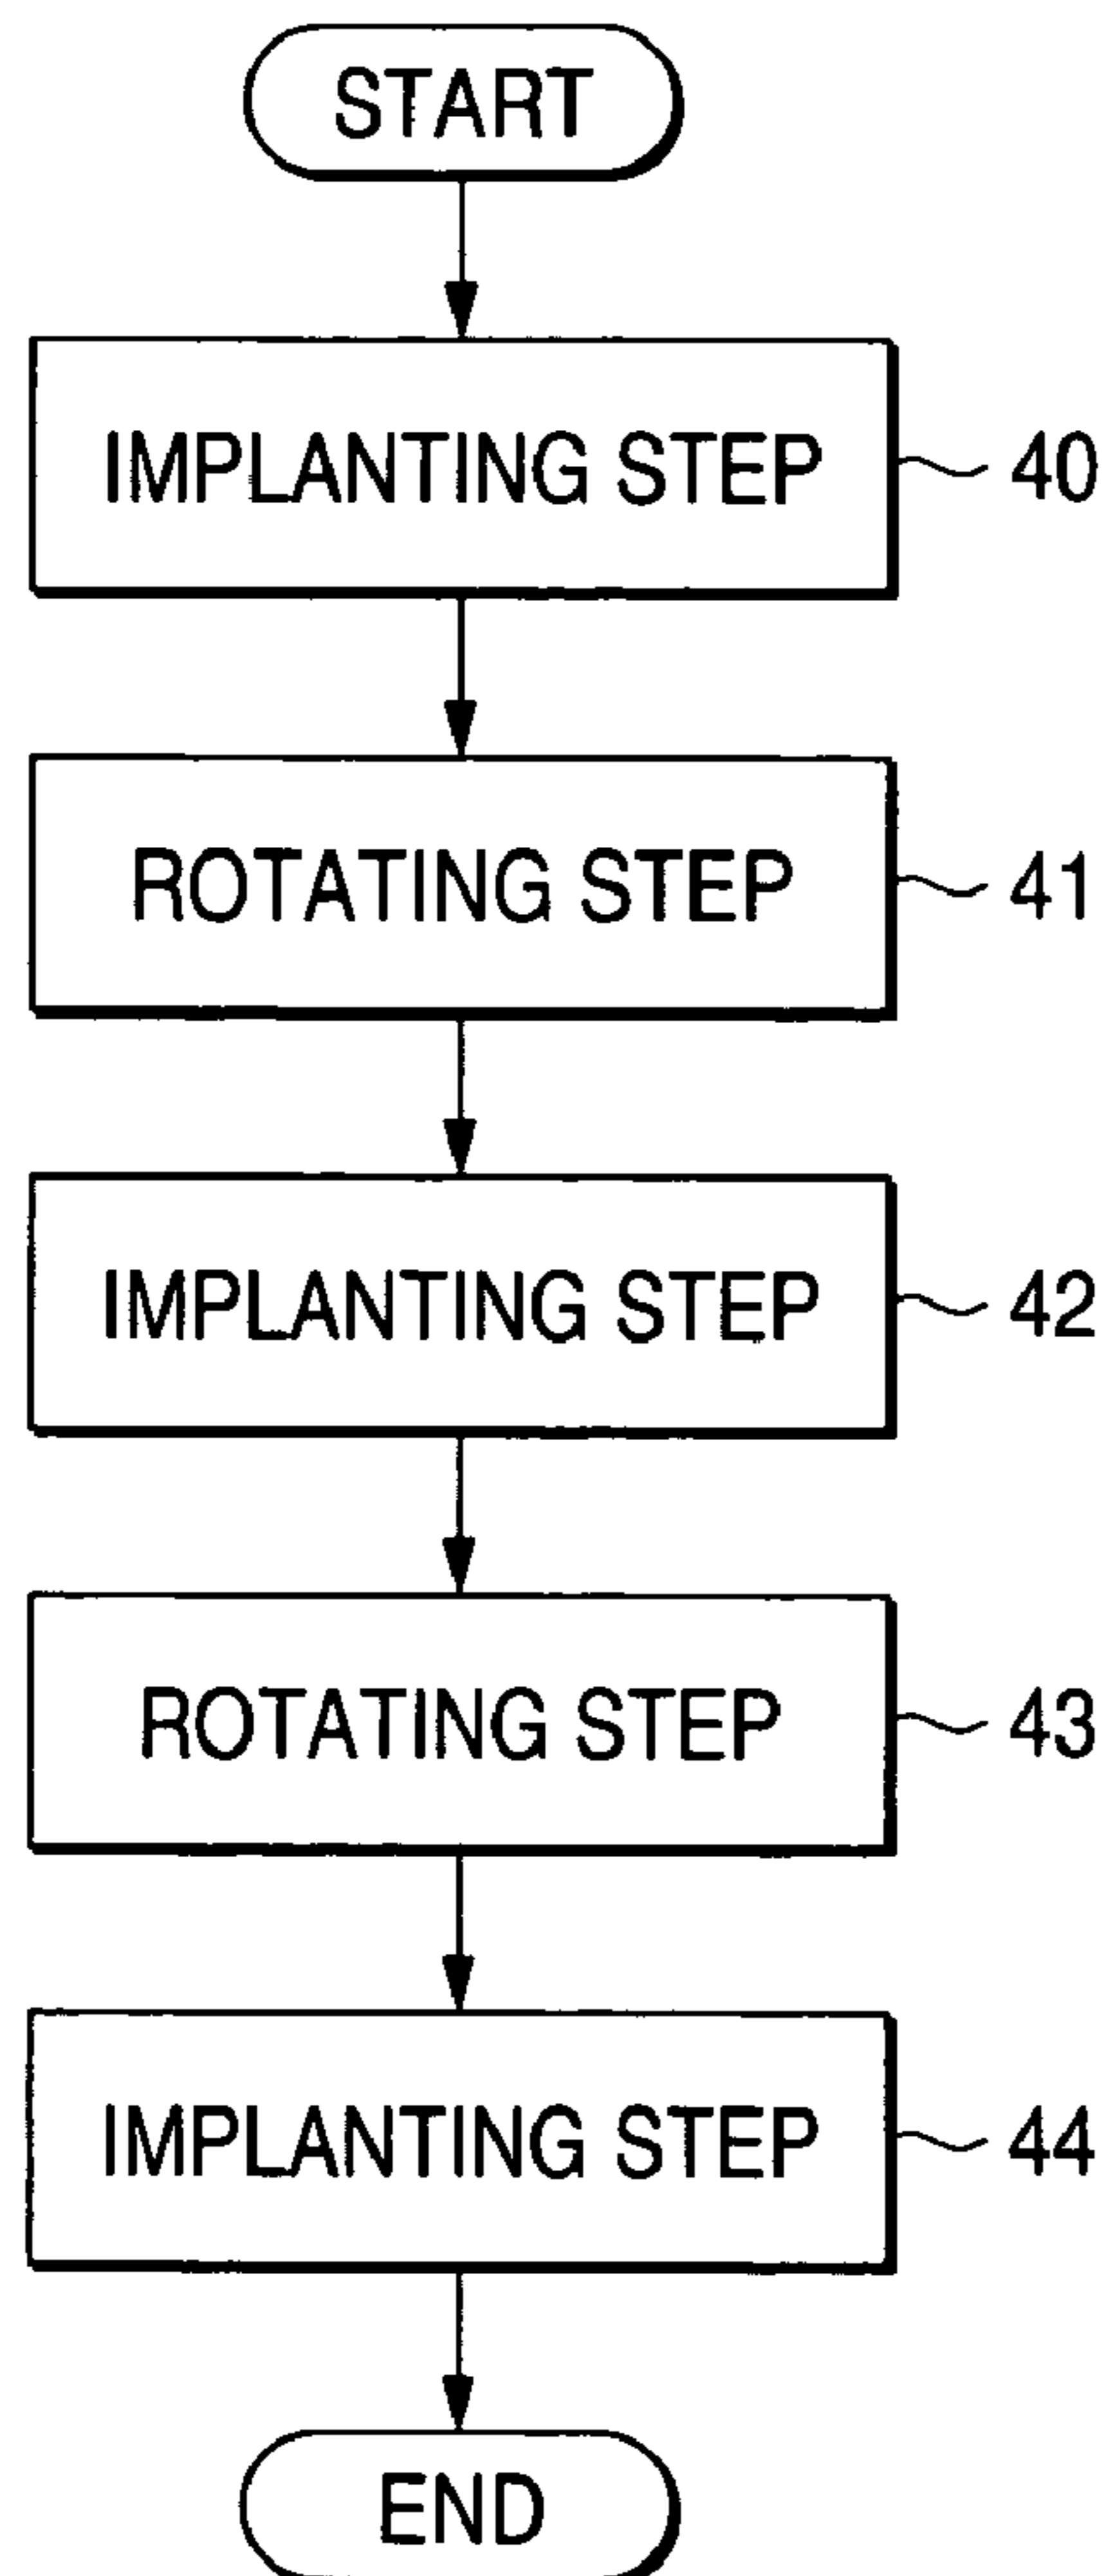 START
IMPLANTING STEP 40
ROTATING STEP 41
IMPLANTING STEP 42
ROTATING STEP 43
IMPLANTING STEP 44
END